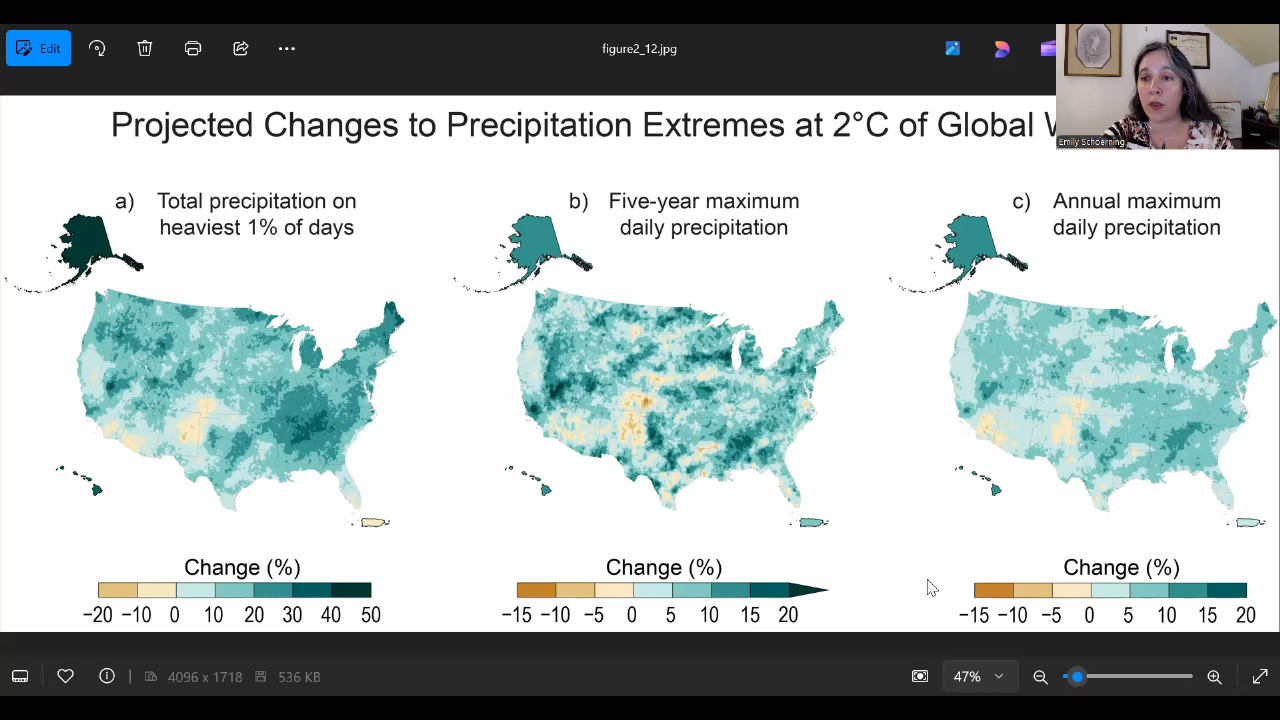 Edit
figure2_12.jpg
Emily Schoerning
Projected Changes to Precipitation Extremes at 2°C of Global
a) Total precipitation on
heaviest 1% of days
b) Five-year maximum
daily precipitation
c) Annual maximum
daily precipitation
Change (%)
−20 −10 0 10 20 30 40 50
Change (%)
−15 −10 −5 0 5 10 15 20
Change (%)
−15 −10 −5 0 5 10 15 20
4096 x 1718
536 KB
47%